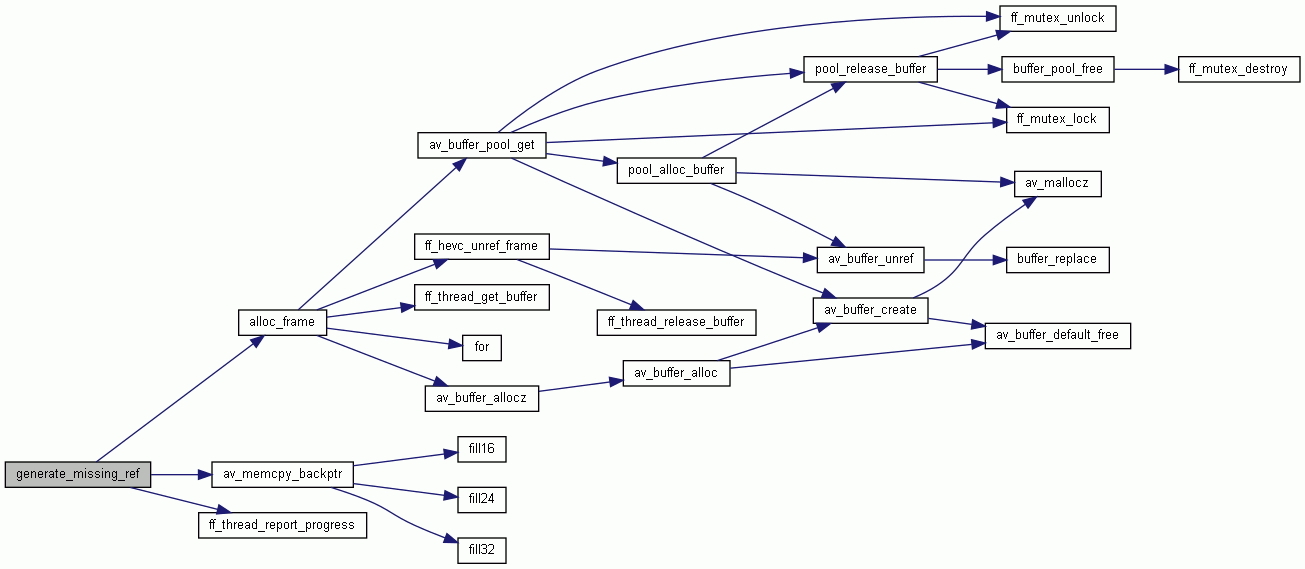 ff_mutex_unlock
pool_release_buffer
buffer_pool_free
ff_mutex_destroy
ff_mutex_lock
av_buffer_pool_get
pool_alloc_buffer
av_mallocz
ff_hevc_unref_frame
av_buffer_unref
buffer_replace
ff_thread_get_buffer
av_buffer_create
alloc_frame
ff_thread_release_buffer
av_buffer_default_free
for
av_buffer_alloc
av_buffer_allocz
fill16
generate_missing_ref
av_memcpy_backptr
fill24
ff_thread_report_progress
fill32